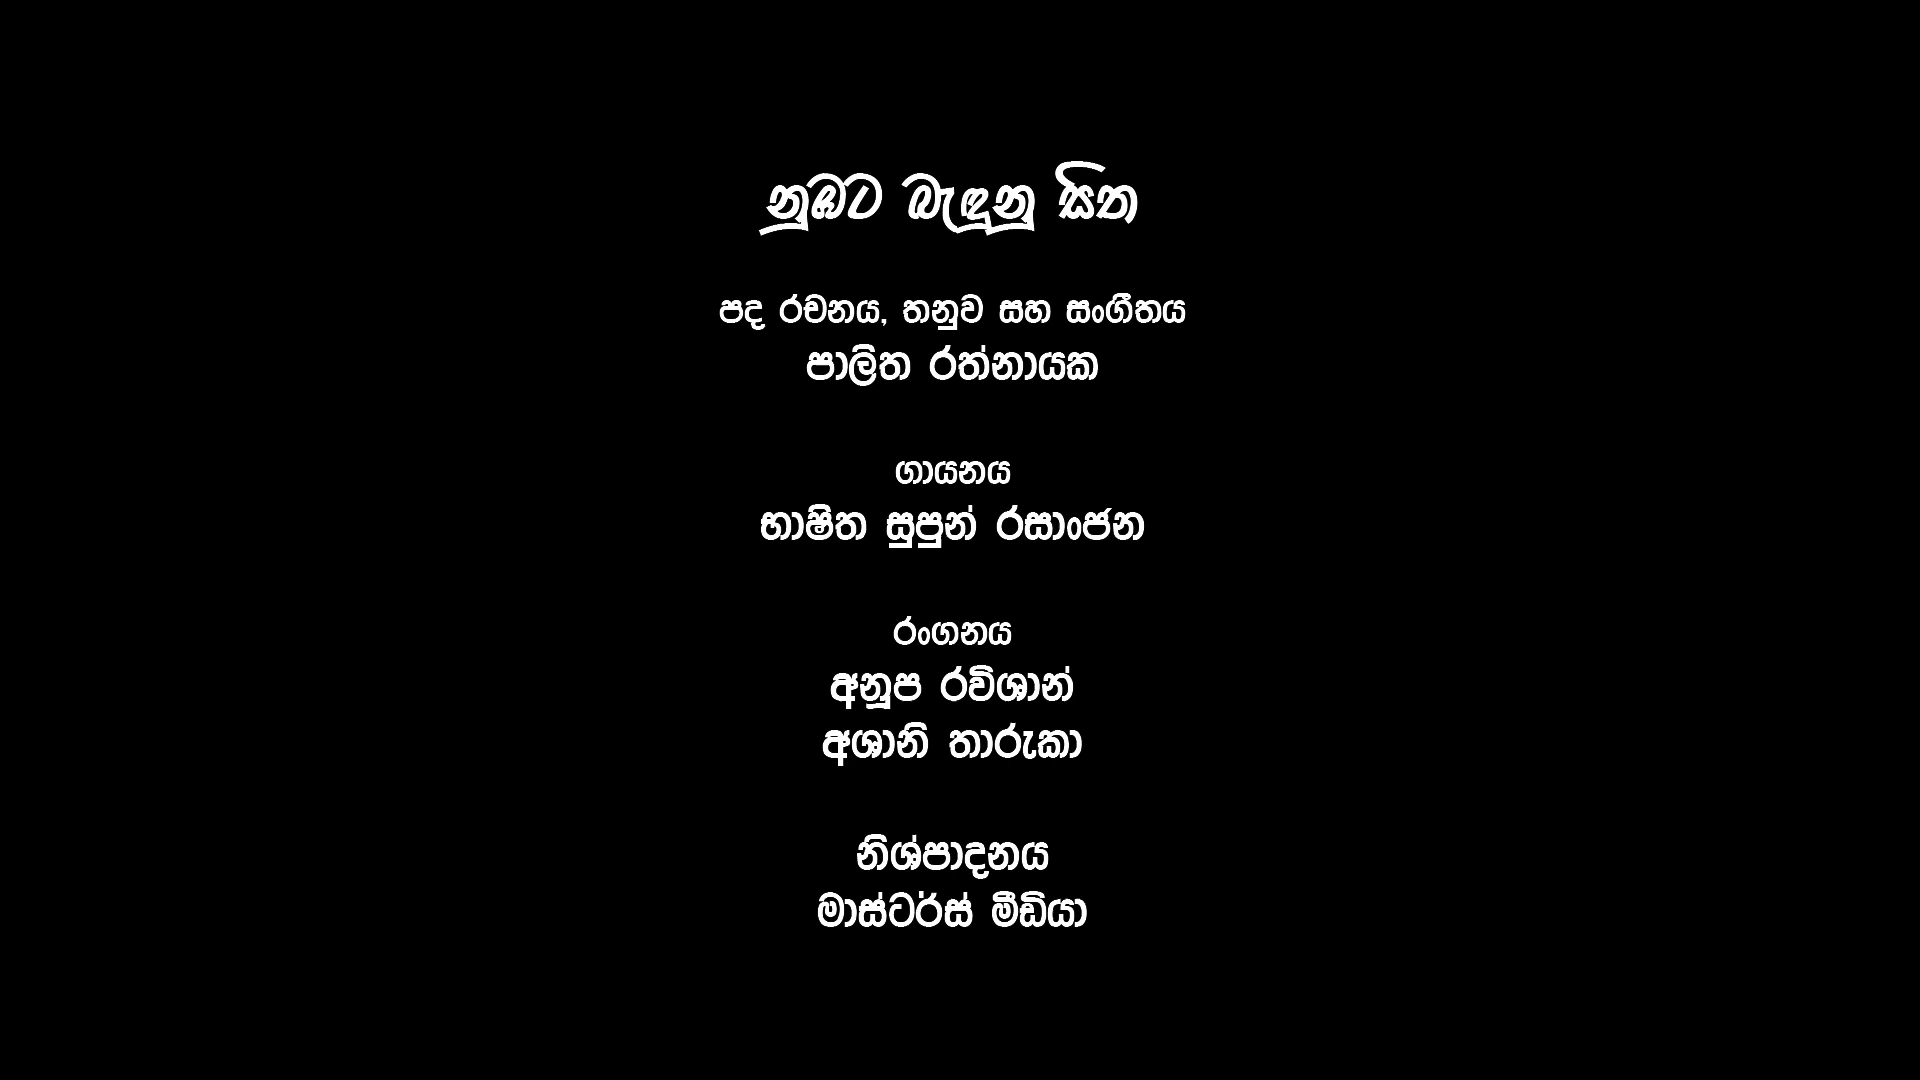 නුඹට බැඳුනු සිත
පද රචනය, තනුව සහ සංගීතය
පාලිත රත්නායක
ගායනය
භාෂිත සුපුන් රසාංජන
රංගනය
අනූප රවිශාන්
අශානි තාරුකා
නිශ්පාදනය
මාස්ටර්ස් මීඩියා